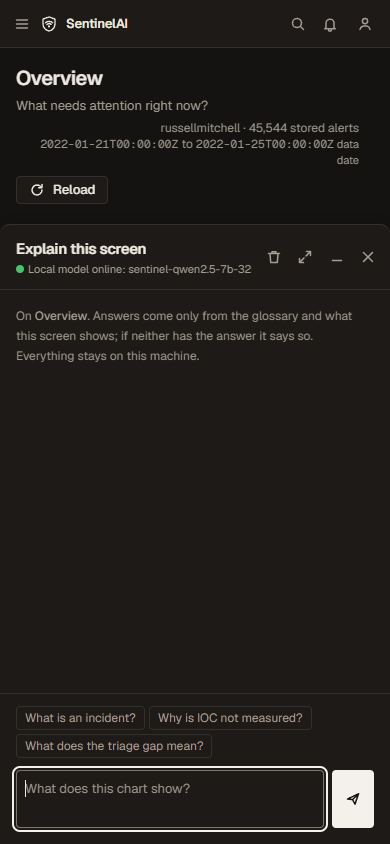 SentinelAI
Overview
What needs attention right now?
russellmitchell · 45,544 stored alerts
2022-01-21T00:00:00Z to 2022-01-25T00:00:00Z data
date
Reload
Explain this screen
Local model online: sentinel-qwen2.5-7b-32
On Overview. Answers come only from the glossary and what
this screen shows; if neither has the answer it says so.
Everything stays on this machine.
What is an incident?
Why is IOC not measured?
What does the triage gap mean?
What does this chart show?